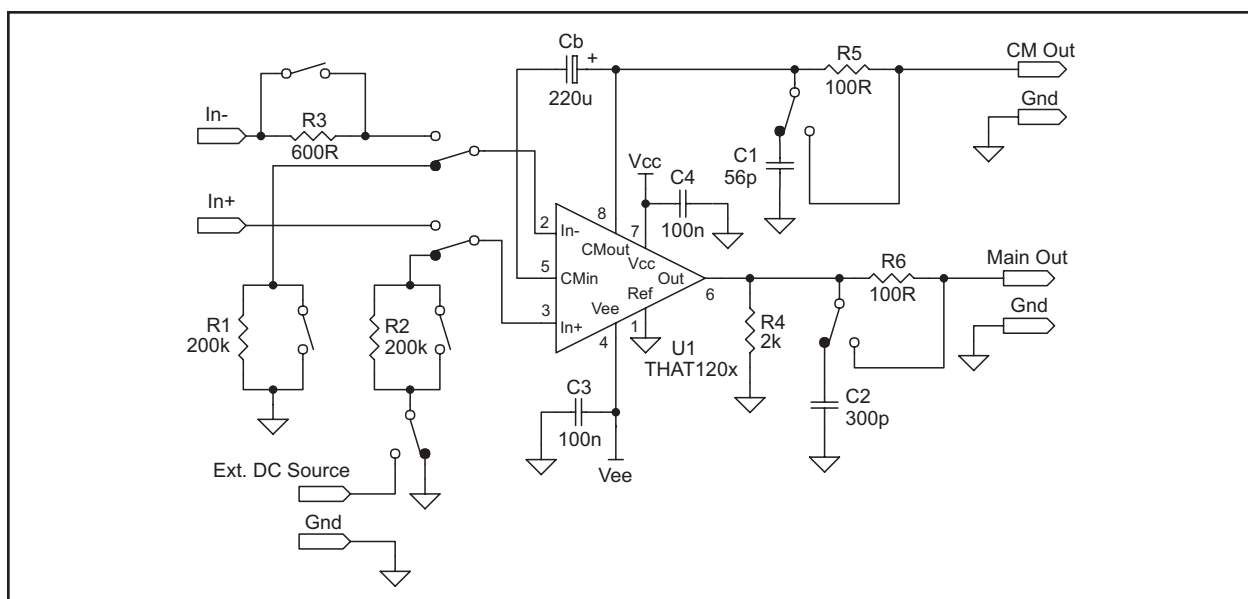 Cb
+
220u
R5
100R
CM Out
Gnd
In-
R3
600R
C1
56p
Vcc
C4
100n
In+
8
7
2
In-
CMout
Vcc
5
CMin
Out
6
Ref
Vee
3
In+
1
4
R6
100R
Main Out
Gnd
R1
200k
R2
200k
R4
2k
U1
THAT120x
C3
100n
C2
300p
Vee
Ext. DC Source
Gnd